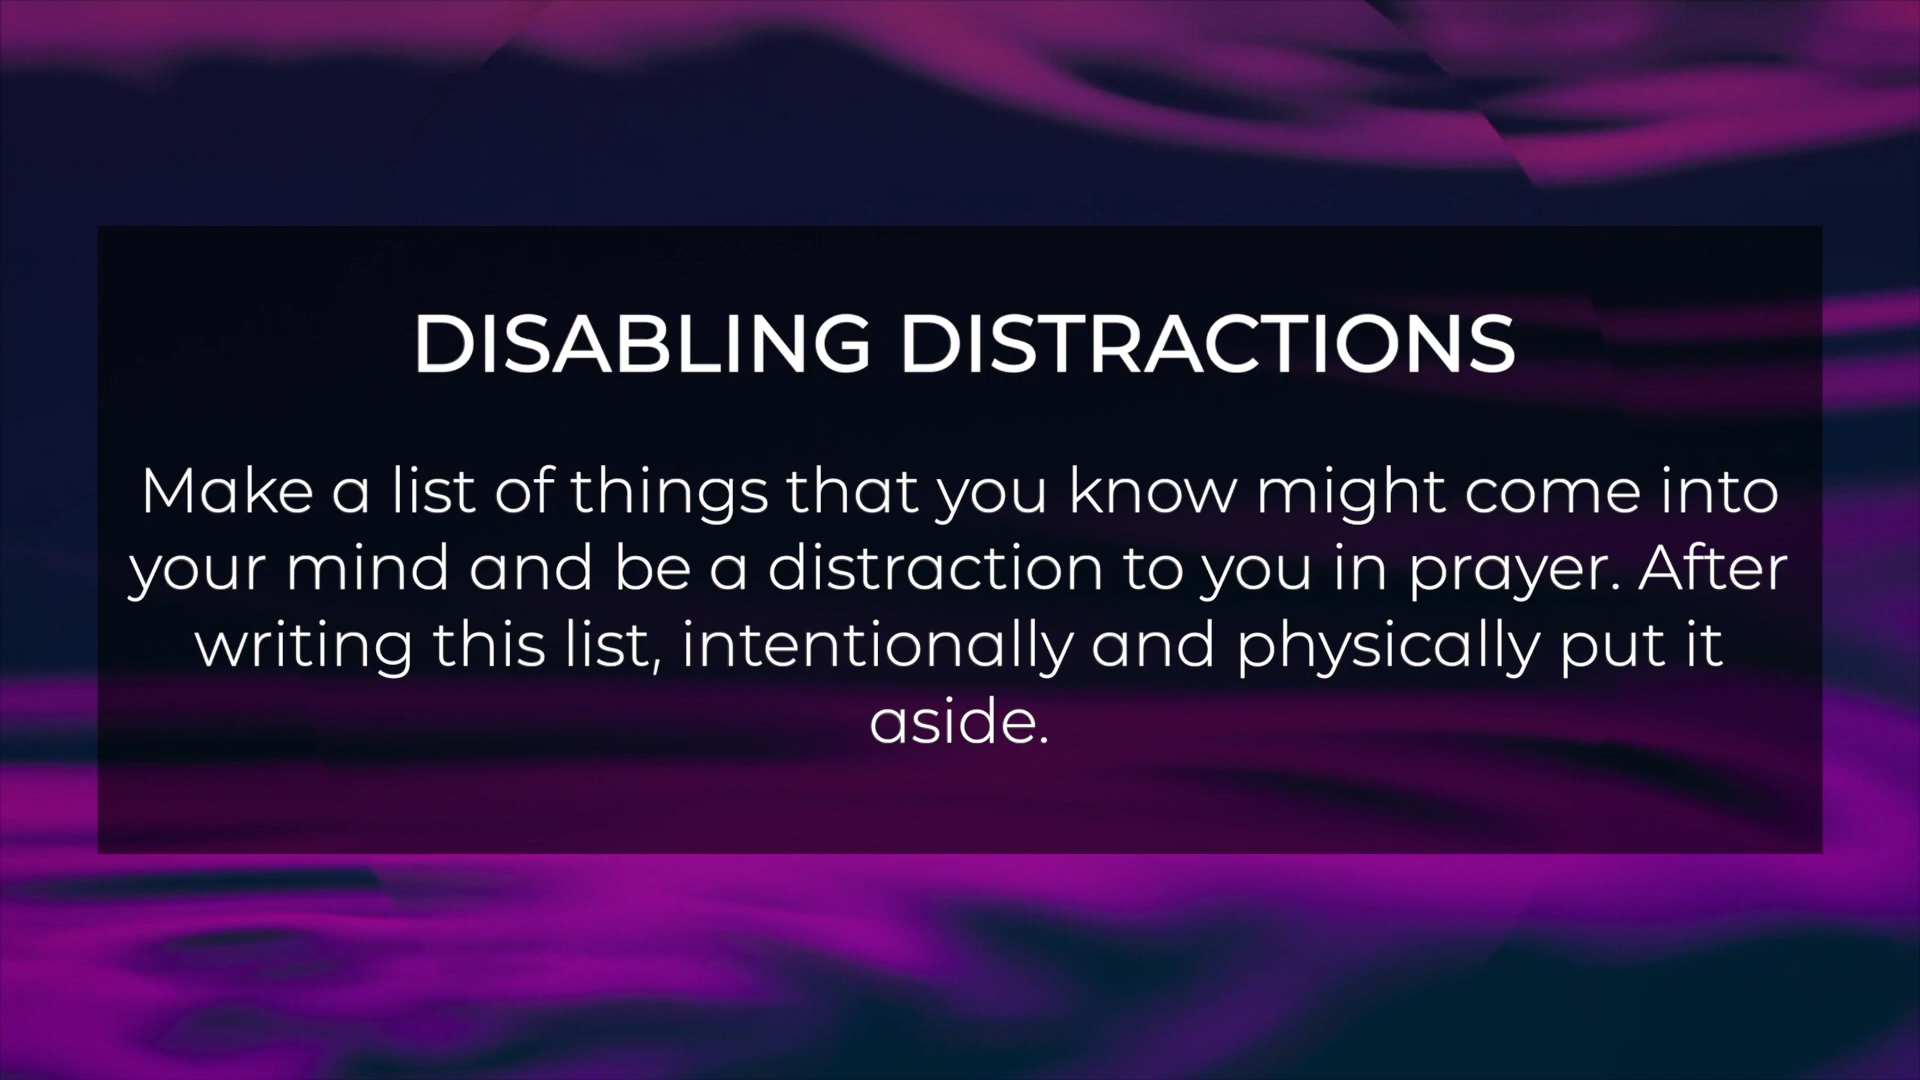 DISABLING DISTRACTIONS
Make a list of things that you know might come into
your mind and be a distraction to you in prayer. After
writing this list, intentionally and physically put it
aside.